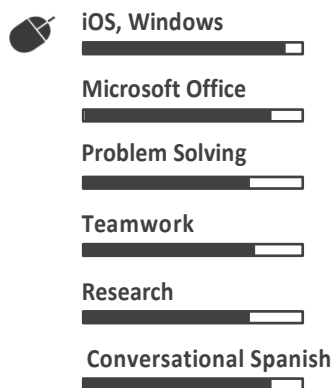 iOS, Windows
Microsoft Office
Problem Solving
Teamwork
Research
Conversational Spanish